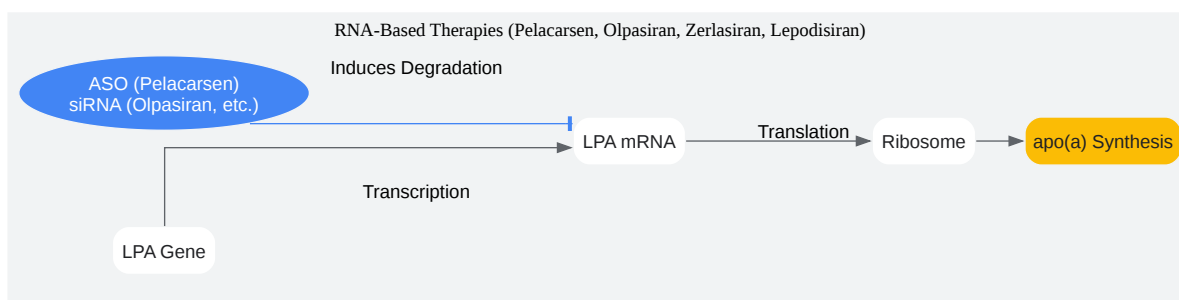 RNA-Based Therapies (Pelacarsen, Olpasiran, Zerlasiran, Lepodisiran)
Induces Degradation
ASO (Pelacarsen)
siRNA (Olpasiran, etc.)
LPA mRNA
Translation
Ribosome
apo(a) Synthesis
Transcription
LPA Gene